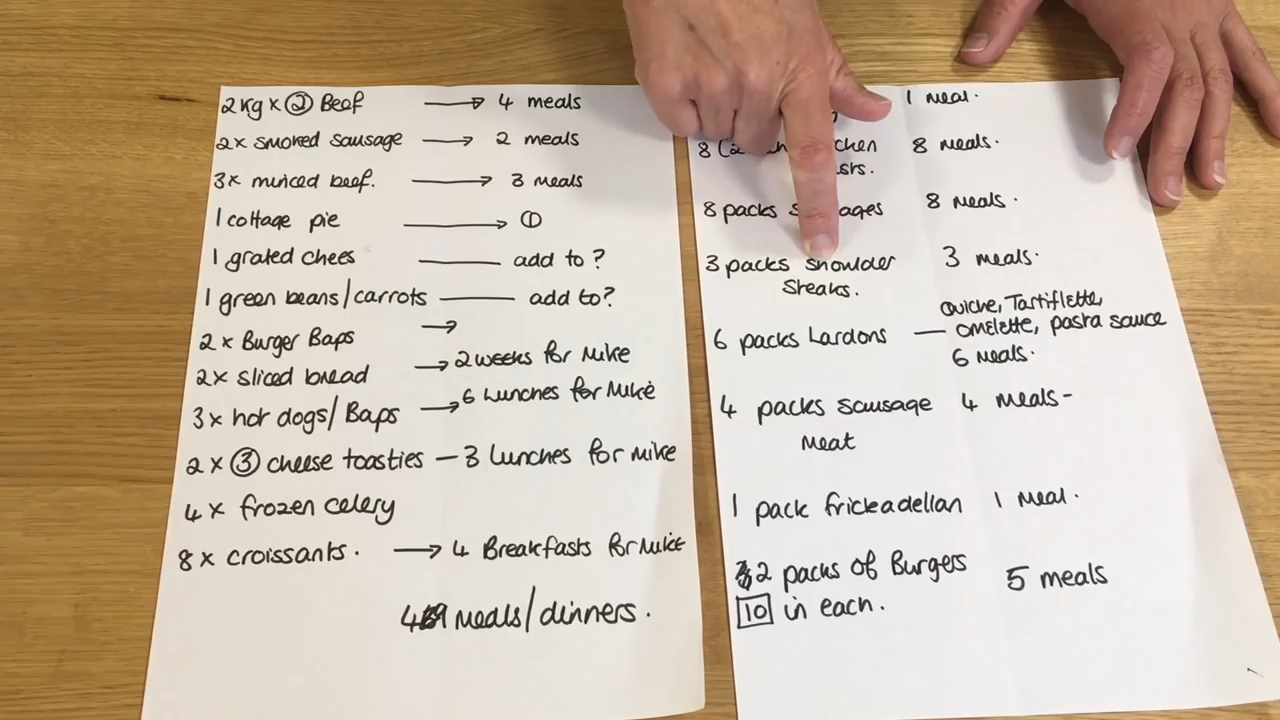 2kg x ② Beef → 4 meals
2x smoked sausage → 2 meals
3x minced beef. → 3 meals
1 cottage pie → ①
1 grated chees — add to?
1 green beans/carrots — add to?
2x Burger Baps →
2x sliced bread → 2 weeks for Mike
3x hot dogs/Baps → 6 Lunches for Mike
2 x ③ cheese toasties — 3 Lunches for Mike
4x frozen celery
8x croissants. → 4 Breakfasts for Mike
meals/dinners.
1 meal.
8 (2 8 meals.
8 packs 8 meals.
3 packs shoulder 3 meals.
steaks.
Quiche, Tartiflette,
6 packs Lardons — omelette, pasta sauce
6 meals.
4 packs sausage 4 meals-
meat
1 pack frickadellan 1 meal.
2 packs of Burgers 5 meals
10 in each.